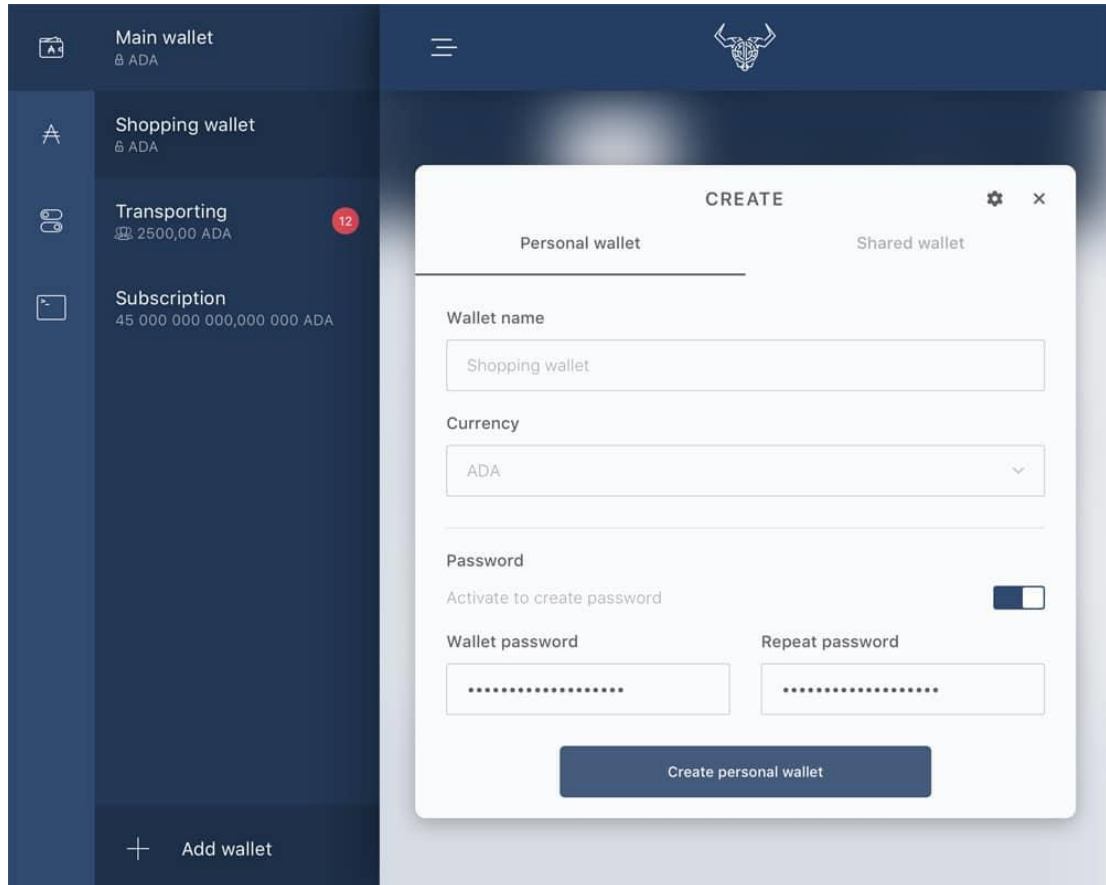 Main wallet
ADA
Shopping wallet
ADA
Transporting
2500,00 ADA
12
Subscription
45 000 000 000,000 000 ADA
Add wallet
CREATE
Personal wallet
Shared wallet
Wallet name
Shopping wallet
Currency
ADA
Password
Activate to create password
Wallet password
Repeat password
•••••••••••••••••••
•••••••••••••••••••
Create personal wallet